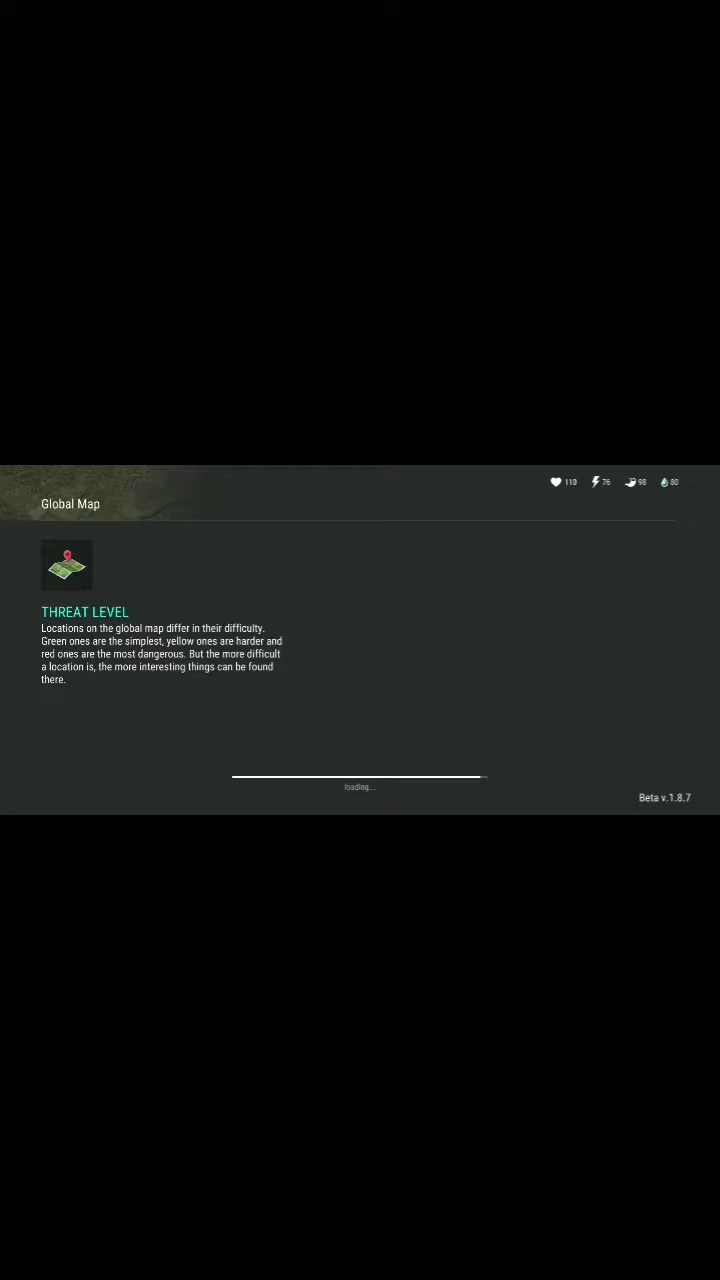 110 76 98 80
Global Map
THREAT LEVEL
Locations on the global map differ in their difficulty.
Green ones are the simplest, yellow ones are harder and
red ones are the most dangerous. But the more difficult
a location is, the more interesting things can be found
there.
loading...
Beta v.1.8.7